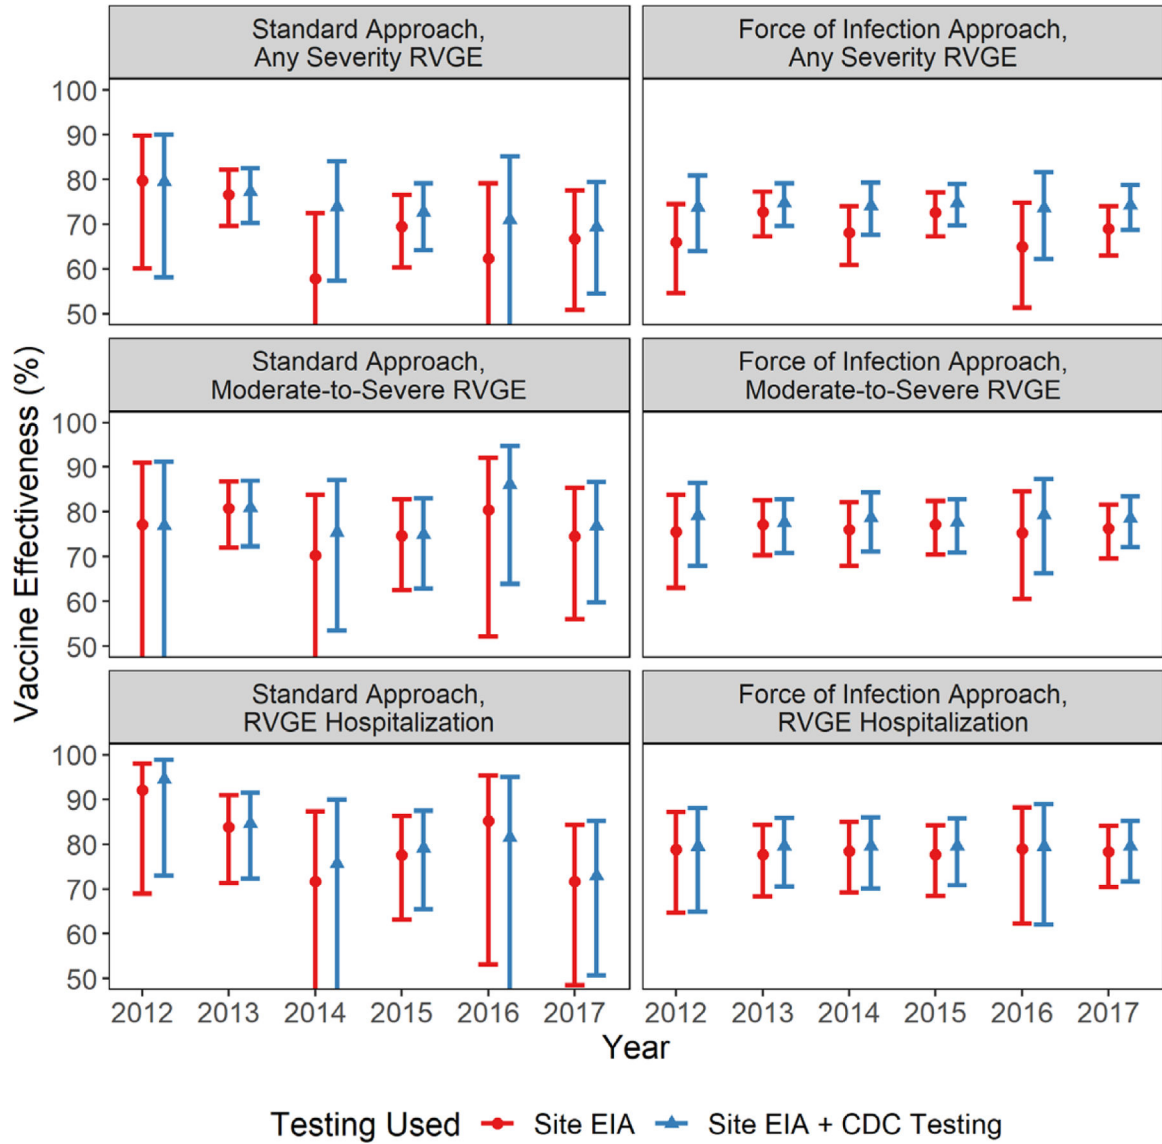 Standard Approach,
Any Severity RVGE
Force of Infection Approach,
Any Severity RVGE
100
90
80
70
60
50
Standard Approach,
Moderate-to-Severe RVGE
Force of Infection Approach,
Moderate-to-Severe RVGE
100
90
80
70
60
50
Standard Approach,
RVGE Hospitalization
Force of Infection Approach,
RVGE Hospitalization
100
90
80
70
60
50
Vaccine Effectiveness (%)
2012 2013 2014 2015 2016 2017
2012 2013 2014 2015 2016 2017
Year
Testing Used Site EIA Site EIA + CDC Testing